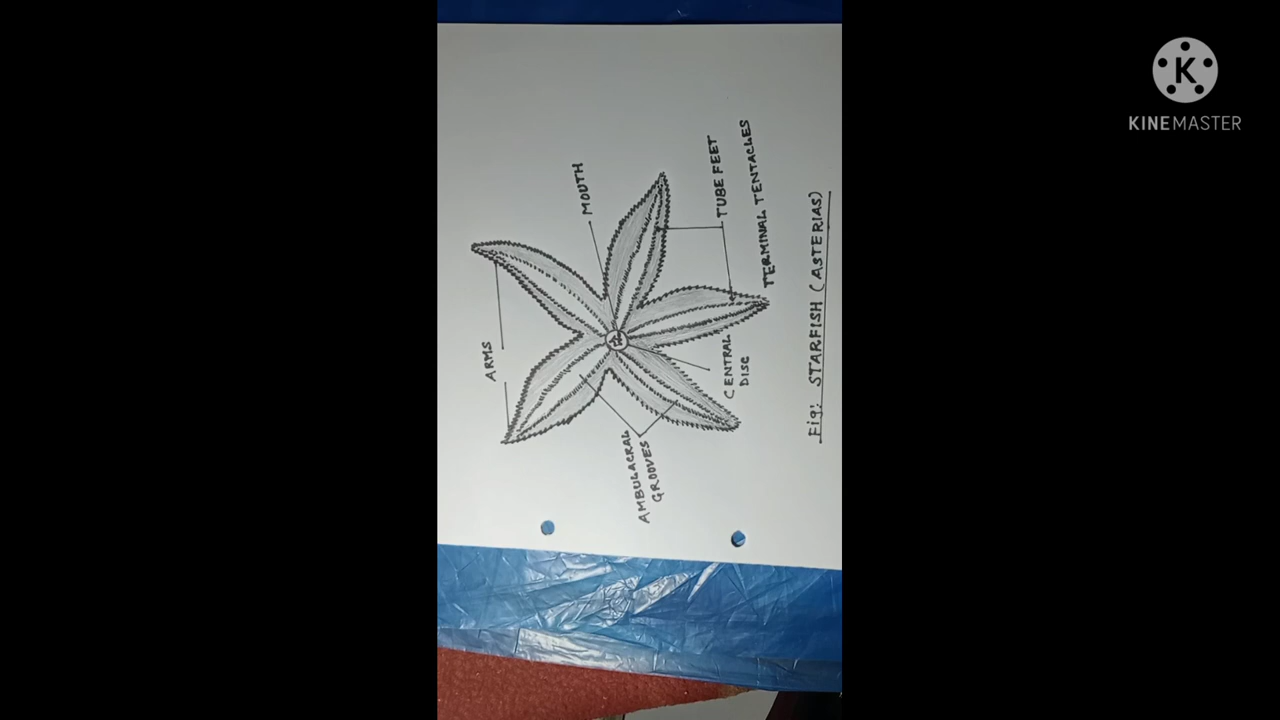 MOUTH
TUBE FEET
TERMINAL TENTACLES
ARMS
CENTRAL
DISC
AMBULACRAL
GROOVES
Fig: STARFISH (ASTERIAS)
K
KINEMASTER